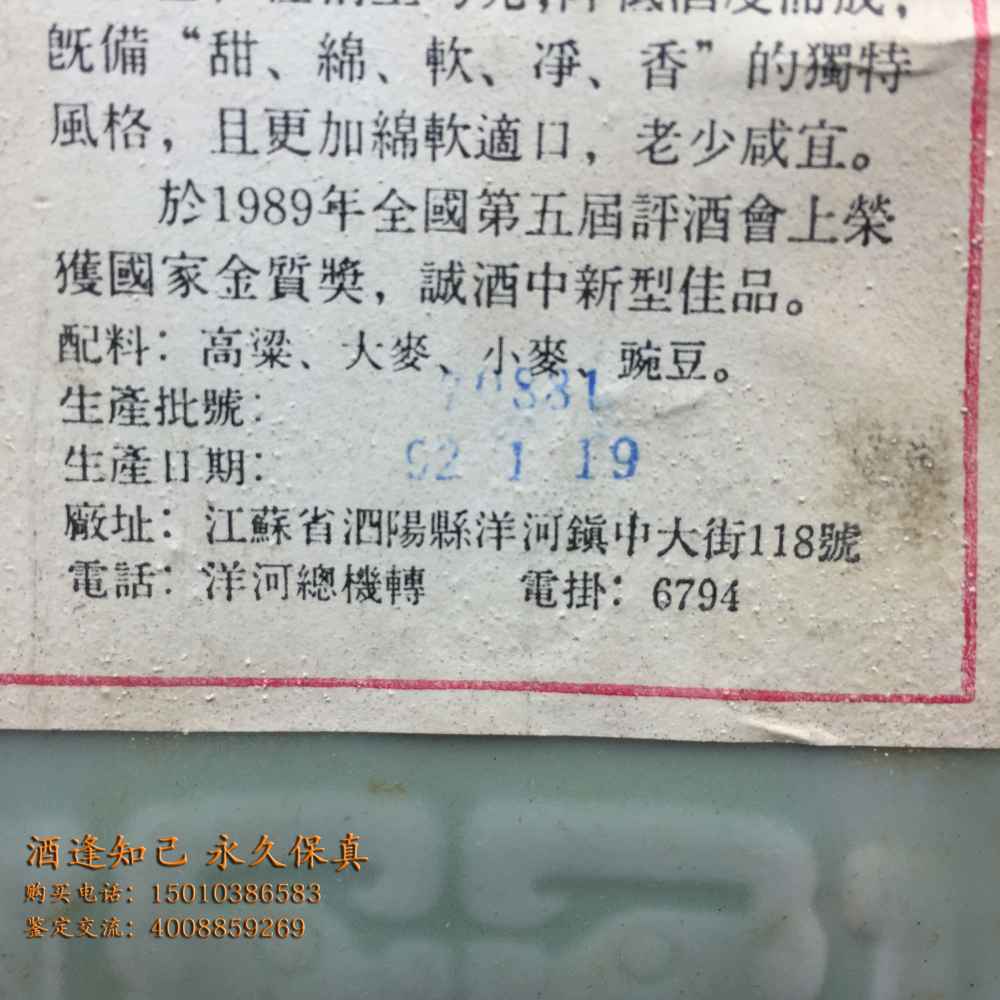 既備“甜、綿、軟、凈、香”的獨特
風格，且更加綿軟適口，老少咸宜。
於1989年全國第五屆評酒會上榮
獲國家金質獎，誠酒中新型佳品。
配料：高粱、大麥、小麥、豌豆。
生產批號：
生產日期：92 1 19
廠址：江蘇省泗陽縣洋河鎮中大街118號
電話：洋河總機轉 電掛：6794
酒逢知己 永久保真
购买电话：15010386583
鉴定交流：4008859269